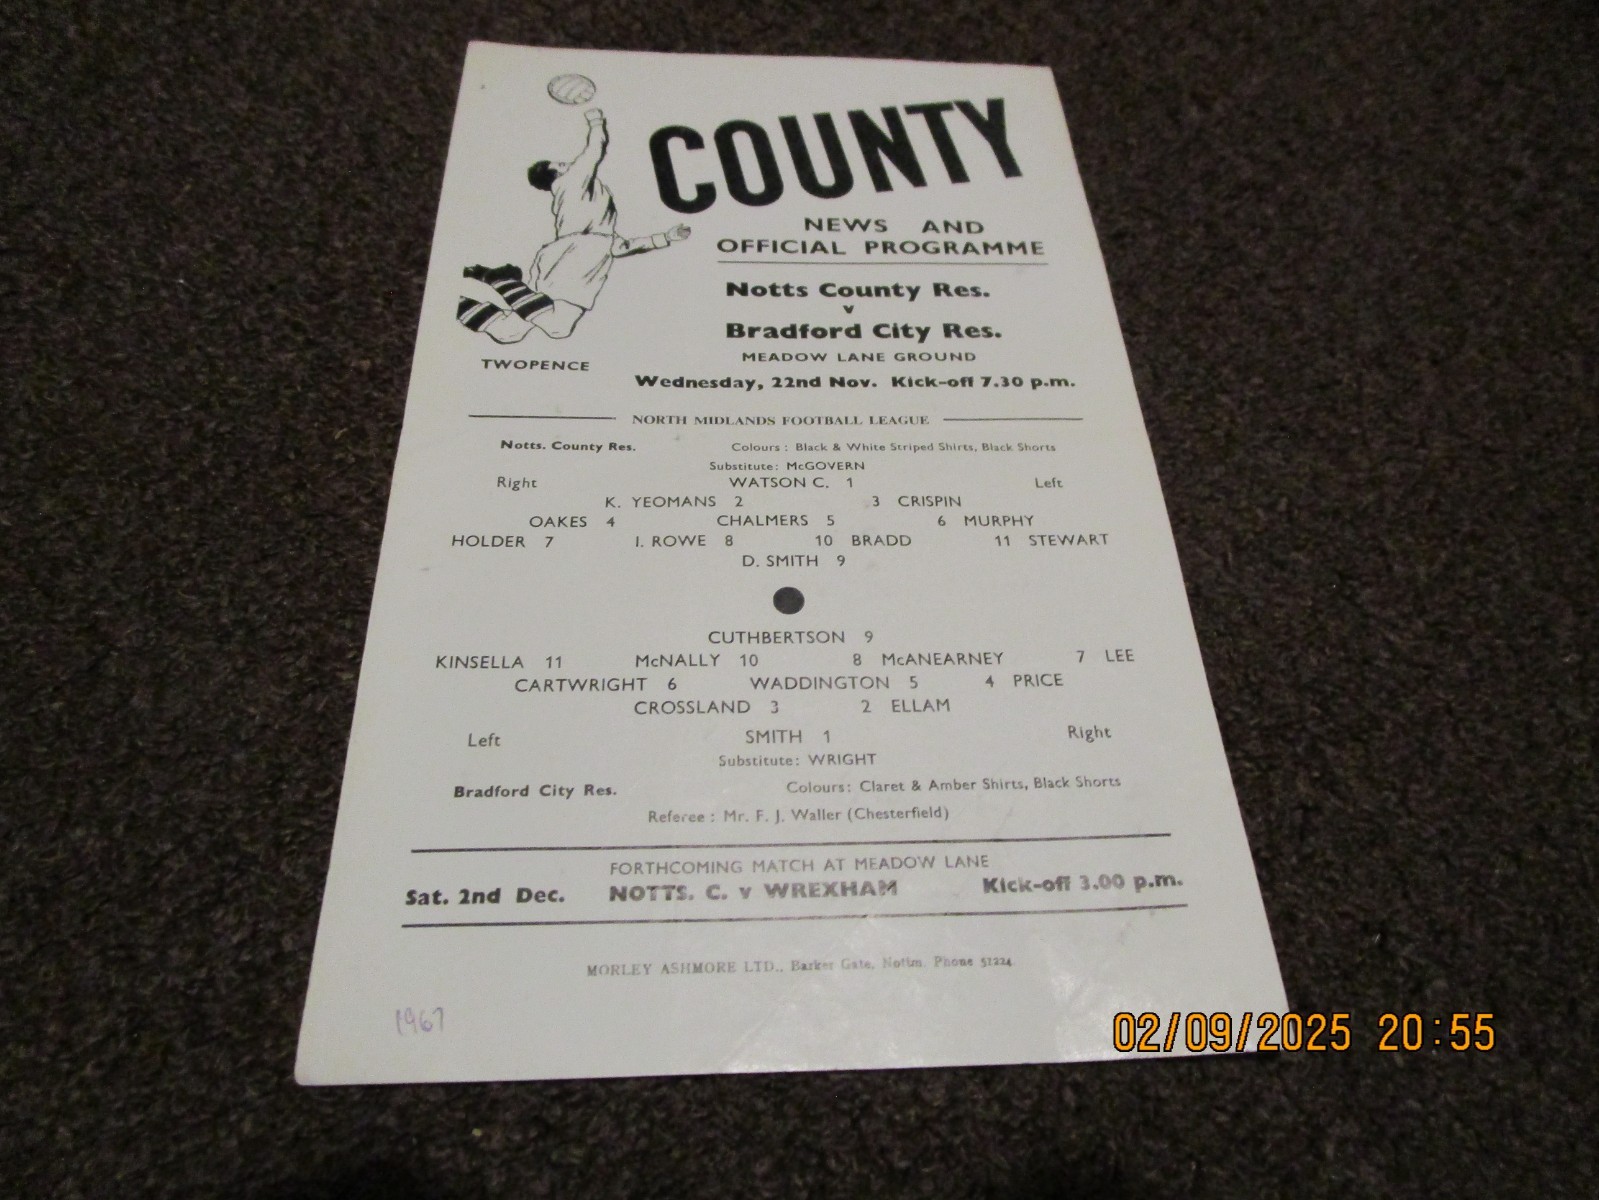 COUNTY
NEWS AND
OFFICIAL PROGRAMME
Notts County Res.
v
Bradford City Res.
MEADOW LANE GROUND
TWOPENCE
Wednesday, 22nd Nov. Kick-off 7.30 p.m.
NORTH MIDLANDS FOOTBALL LEAGUE
Notts. County Res. Colours : Black & White Striped Shirts, Black Shorts
Substitute: McGOVERN
Right WATSON C. 1 Left
K. YEOMANS 2 3 CRISPIN
OAKES 4 CHALMERS 5 6 MURPHY
HOLDER 7 I. ROWE 8 10 BRADD 11 STEWART
D. SMITH 9
CUTHBERTSON 9
KINSELLA 11 McNALLY 10 8 McANEARNEY 7 LEE
CARTWRIGHT 6 WADDINGTON 5 4 PRICE
CROSSLAND 3 2 ELLAM
Left SMITH 1 Right
Substitute: WRIGHT
Bradford City Res. Colours: Claret & Amber Shirts, Black Shorts
Referee : Mr. F. J. Waller (Chesterfield)
FORTHCOMING MATCH AT MEADOW LANE
Sat. 2nd Dec. NOTTS. C. v WREXHAM Kick-off 3.00 p.m.
MORLEY ASHMORE LTD., Barker Gate, Nottm. Phone 51224
1967
02/09/2025 20:55